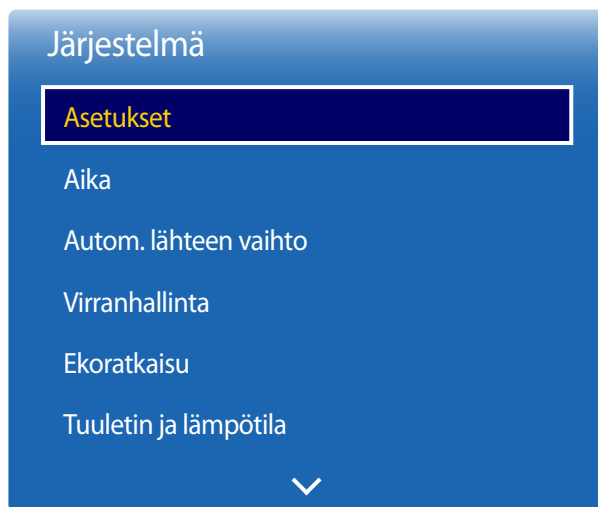 Järjestelmä
Asetukset
Aika
Autom. lähteen vaihto
Virranhallinta
Ekoratkaisu
Tuuletin ja lämpötila